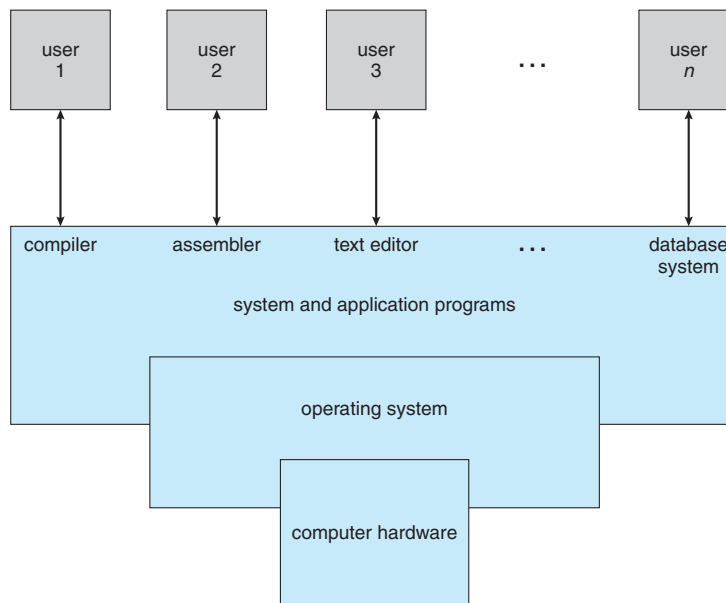 user
1
user
2
user
3
...
user
n
compiler
assembler
text editor
...
database
system
system and application programs
operating system
computer hardware